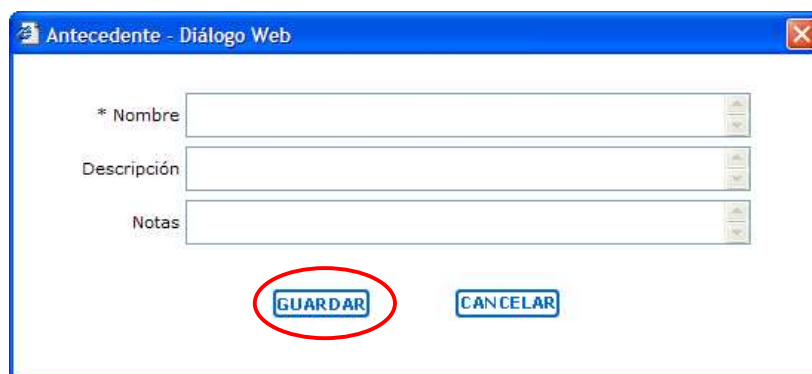 Antecedente - Diálogo Web
* Nombre
Descripción
Notas
GUARDAR CANCELAR